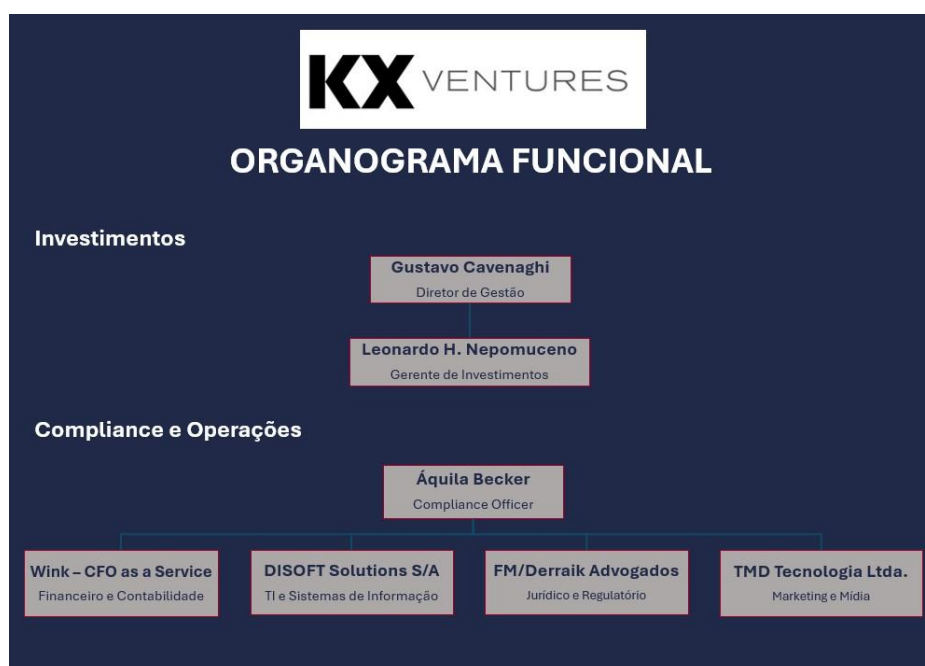 KX VENTURES
ORGANOGRAMA FUNCIONAL
Investimentos
Gustavo Cavenaghi
Diretor de Gestão
Leonardo H. Nepomuceno
Gerente de Investimentos
Compliance e Operações
Áquila Becker
Compliance Officer
Wink – CFO as a Service
Financeiro e Contabilidade
DISOFT Solutions S/A
TI e Sistemas de Informação
FM/Derraik Advogados
Jurídico e Regulatório
TMD Tecnologia Ltda.
Marketing e Mídia